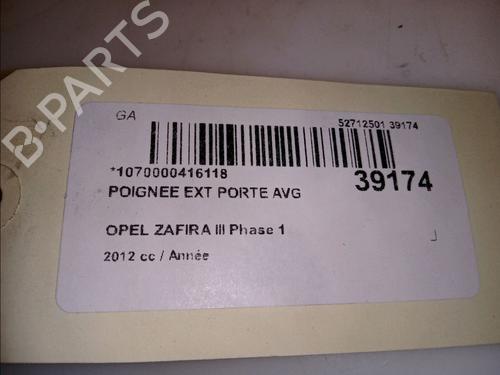 B-PARTS
GA
52712501 39174
*1070000416118
39174
POIGNEE EXT PORTE AVG
OPEL ZAFIRA III Phase 1
2012 cc / Année